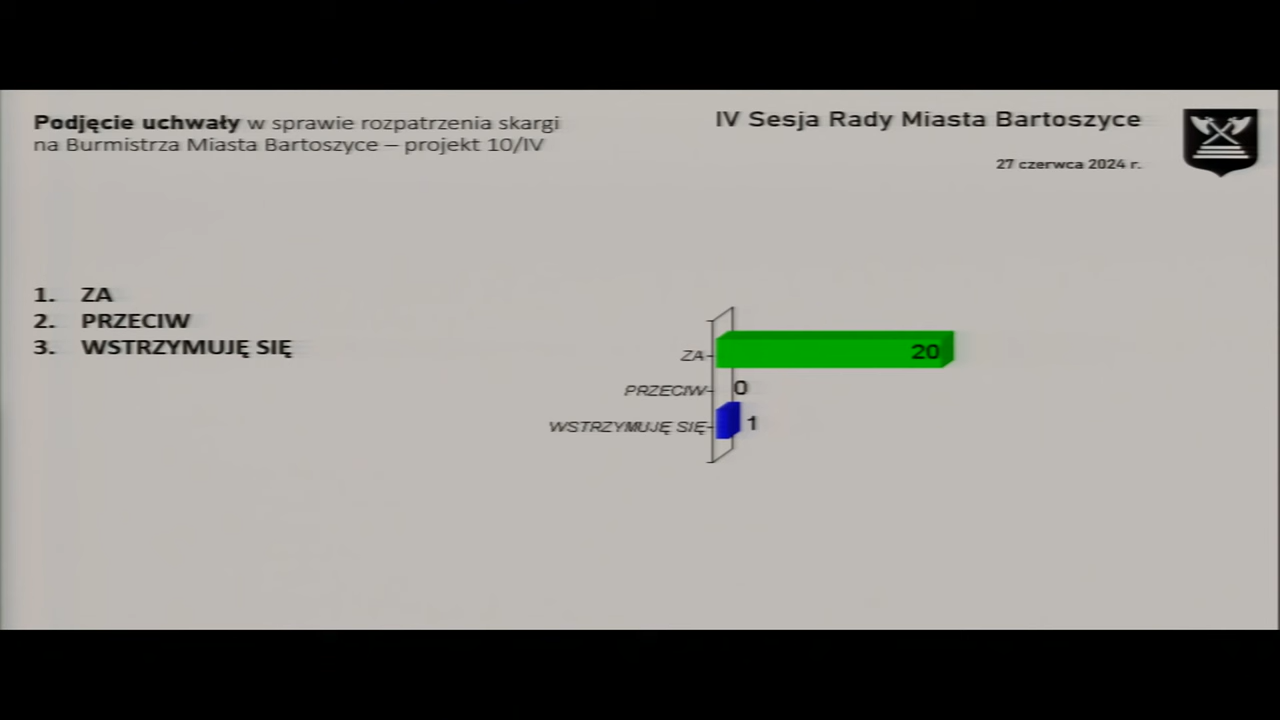 Podjęcie uchwały w sprawie rozpatrzenia skargi
na Burmistrza Miasta Bartoszyce – projekt 10/IV
IV Sesja Rady Miasta Bartoszyce
27 czerwca 2024 r.
1. ZA
2. PRZECIW
3. WSTRZYMUJĘ SIĘ
ZA 20
PRZECIW 0
WSTRZYMUJĘ SIĘ 1